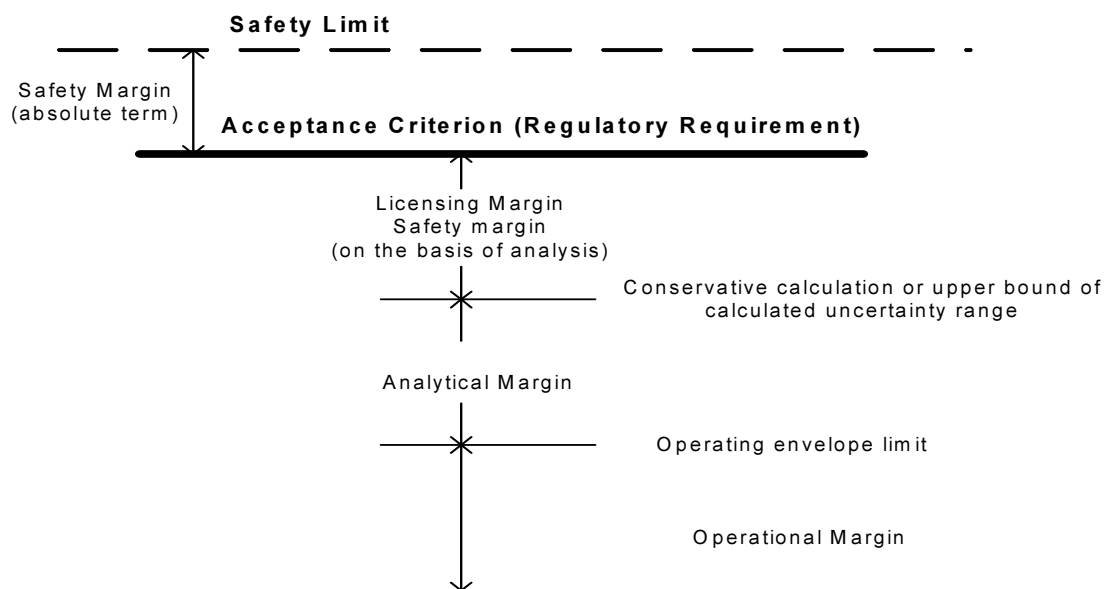 Safety Limit
Safety Margin
(absolute term)
Acceptance Criterion (Regulatory Requirement)
Licensing Margin
Safety margin
(on the basis of analysis)
Conservative calculation or upper bound of
calculated uncertainty range
Analytical Margin
Operating envelope limit
Operational Margin